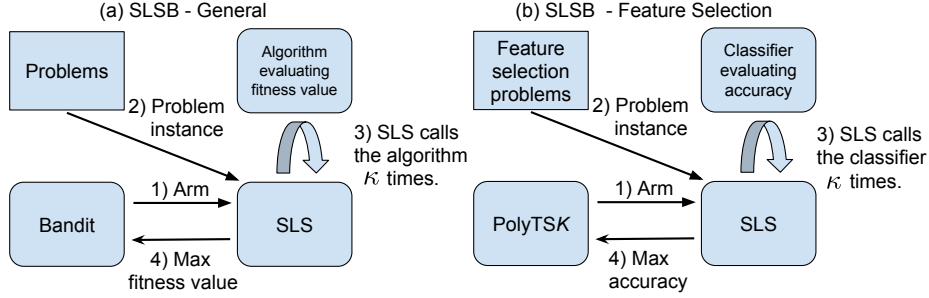 (a) SLSB - General
Problems
Algorithm
evaluating
fitness value
2) Problem
instance
3) SLS calls
the algorithm
κ times.
1) Arm
Bandit
SLS
4) Max
fitness value
(b) SLSB - Feature Selection
Feature
selection
problems
Classifier
evaluating
accuracy
2) Problem
instance
3) SLS calls
the classifier
κ times.
1) Arm
PolyTSK
SLS
4) Max
accuracy